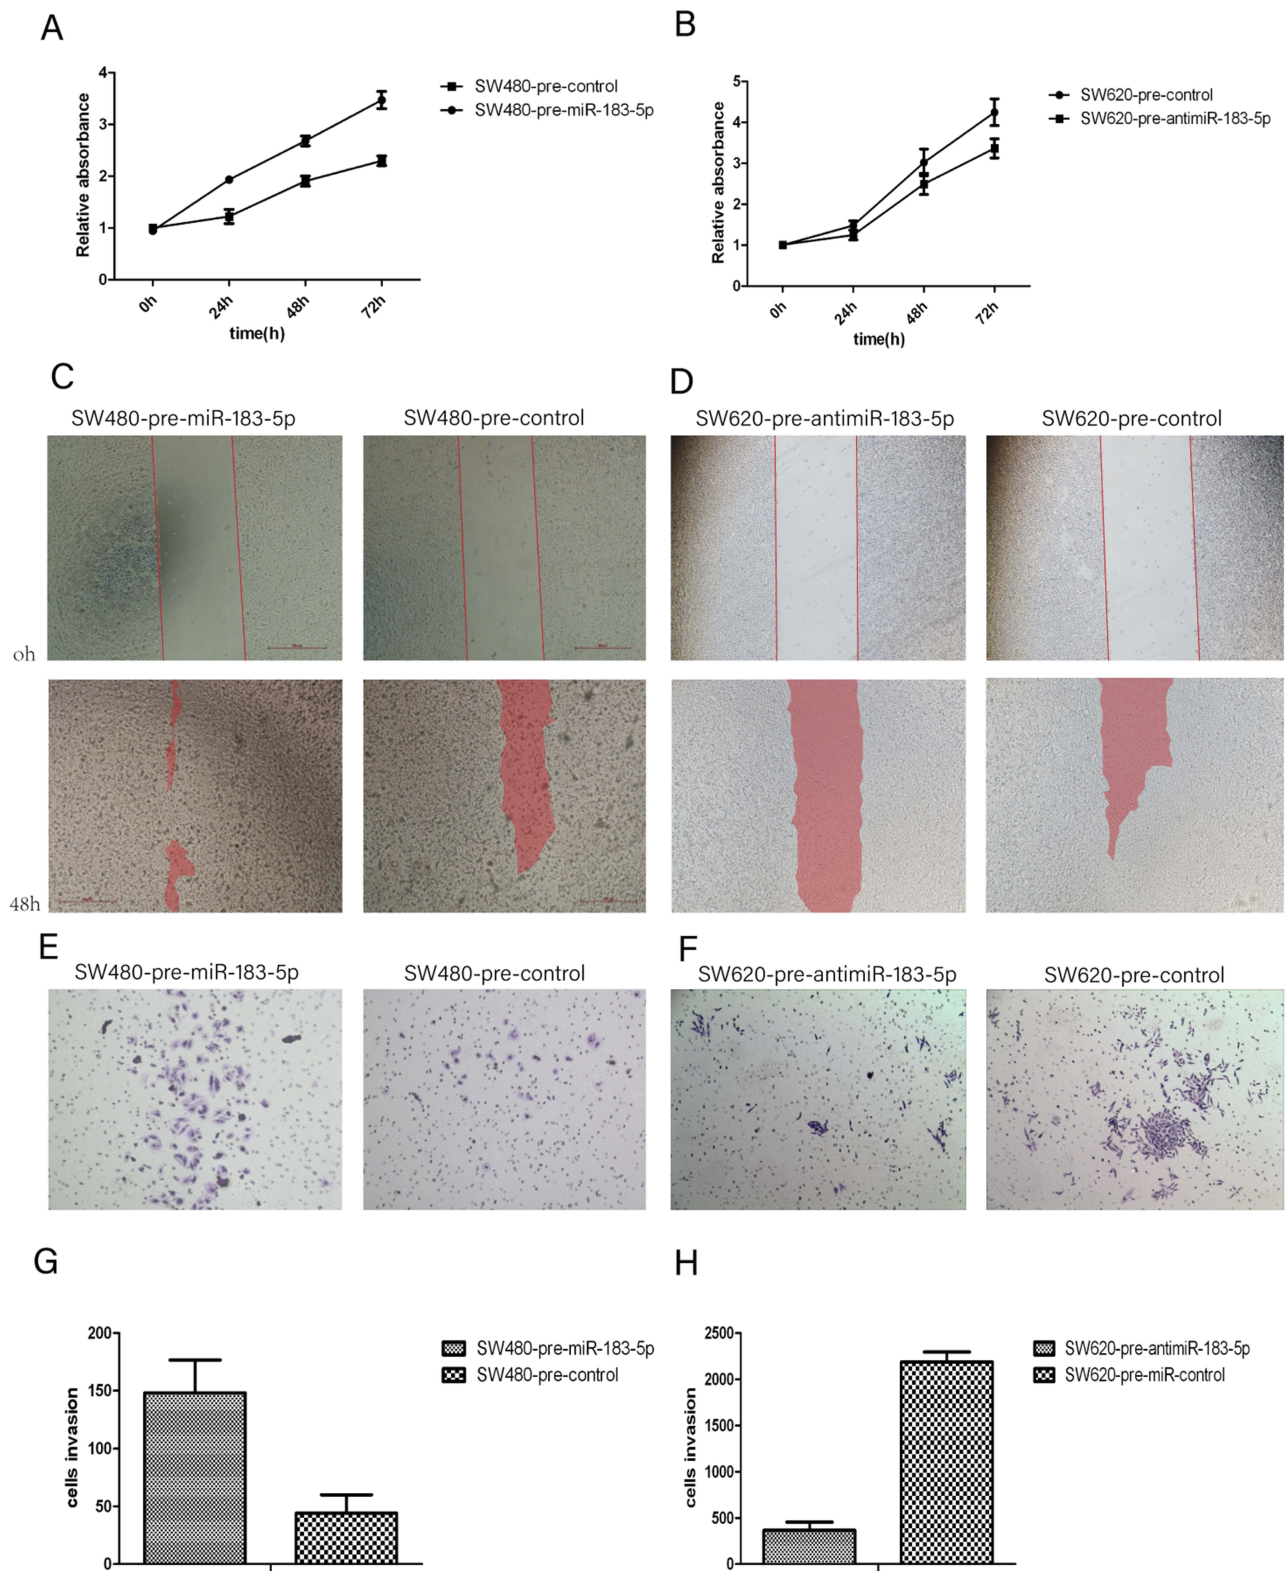 A
4
3
2
1
0
Relative absorbance
0h
24h
48h
72h
time(h)
SW480-pre-control
SW480-pre-miR-183-5p
B
5
4
3
2
1
0
Relative absorbance
0h
24h
48h
72h
time(h)
SW620-pre-control
SW620-pre-antimiR-183-5p
C
SW480-pre-miR-183-5p
SW480-pre-control
D
SW620-pre-antimiR-183-5p
SW620-pre-control
oh
48h
E
SW480-pre-miR-183-5p
SW480-pre-control
F
SW620-pre-antimiR-183-5p
SW620-pre-control
G
200
150
100
50
0
cells invasion
SW480-pre-miR-183-5p
SW480-pre-control
H
2500
2000
1500
1000
500
0
cells invasion
SW620-pre-antimiR-183-5p
SW620-pre-miR-control